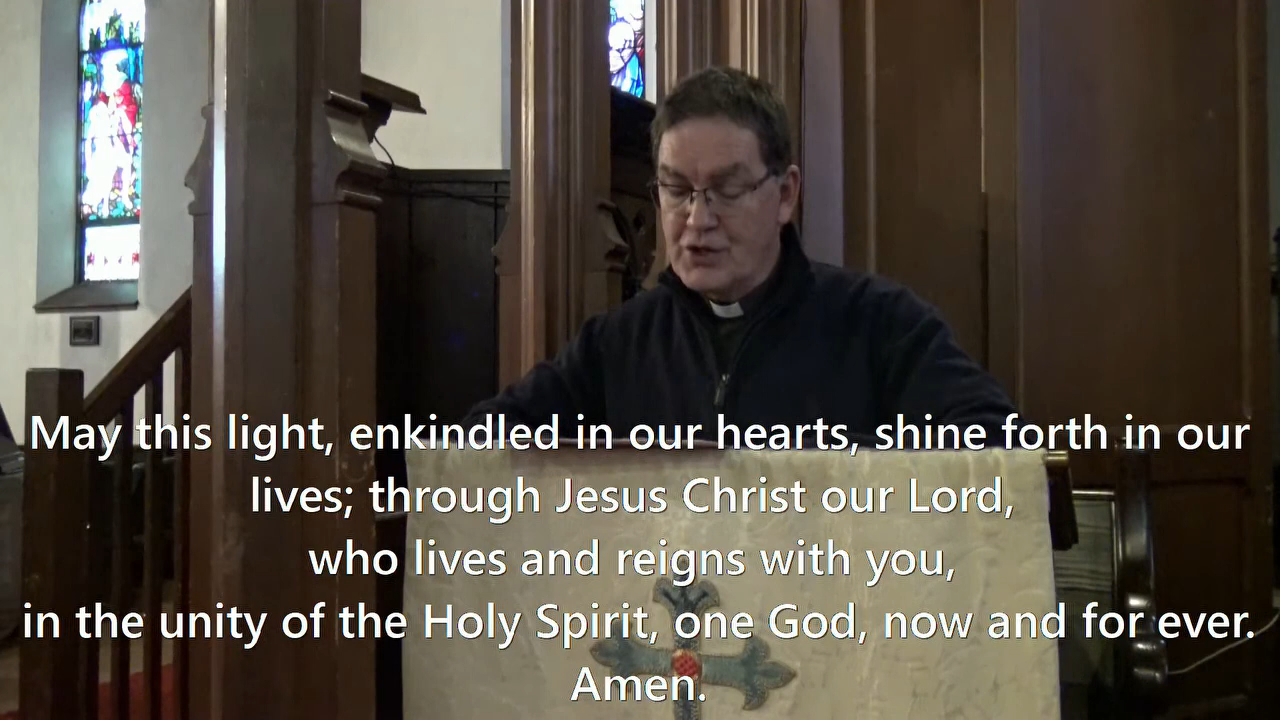 May this light, enkindled in our hearts, shine forth in our
lives; through Jesus Christ our Lord,
who lives and reigns with you,
in the unity of the Holy Spirit, one God, now and for ever.
Amen.